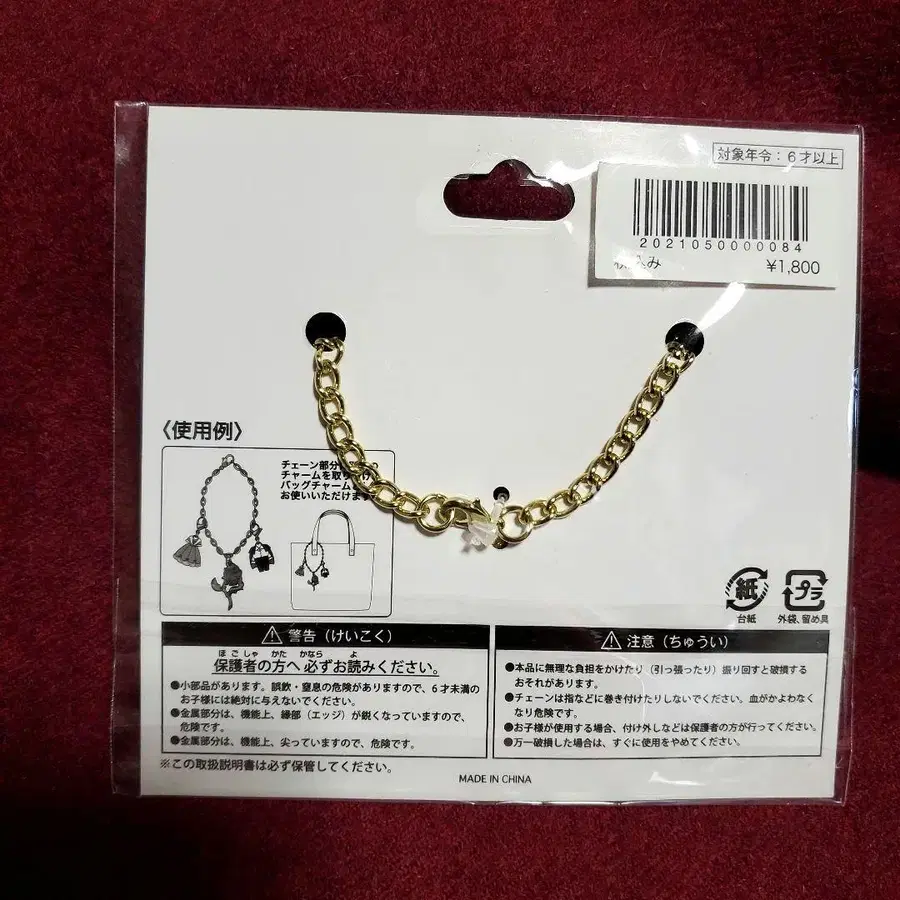 対象年令：6才以上
2021050000084
税込み ¥1,800
〈使用例〉
チェーン部分
チャームを取り
バッグチャーム
お使いいただけます
紙
台紙
プラ
外袋、留め具
警告（けいこく）
ほごしゃ かた かなら よ
保護者の方へ 必ずお読みください。
●小部品があります。誤飲・窒息の危険がありますので、6才未満の
お子様には絶対に与えないでください。
●金属部分は、機能上、縁部（エッジ）が鋭くなっていますので、
危険です。
●金属部分は、機能上、尖っていますので、危険です。
注意（ちゅうい）
●本品に無理な負担をかけたり（引っ張ったり）振り回すと破損する
おそれがあります。
●チェーンは指などに巻き付けたりしないでください。血がかよわなく
なり危険です。
●お子様が使用する場合、付け外しなどは保護者の方が行ってください。
●万一破損した場合は、すぐに使用をやめてください。
※この取扱説明書は必ず保管してください。
MADE IN CHINA